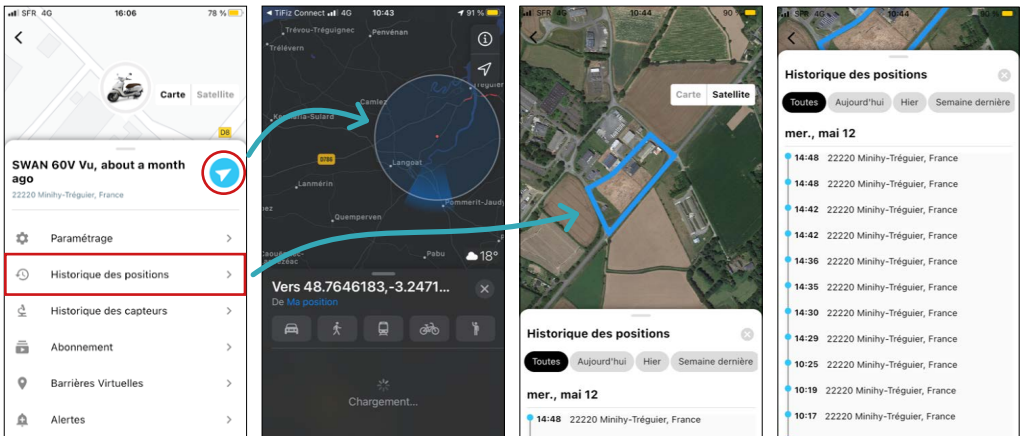 SFR 4G 16:06 78 %
Carte Satellite
D8
SWAN 60V Vu, about a month
ago
22220 Minihy-Tréguier, France
Paramétrage
Historique des positions
Historique des capteurs
Abonnement
Barrières Virtuelles
Alertes
TiFiz Connect 4G 10:43 91 %
Trévou-Tréguignec
Penvénan
Trélévern
Tréguier
Camlez
Kermaria-Sulard
D786
Langoat
Lanmérin
Pommerit-Jaudy
Quemperven
Pabu
18°
Vers 48.7646183,-3.2471...
De Ma position
Chargement...
SFR 4G 10:44 90 %
Carte Satellite
Historique des positions
Toutes Aujourd'hui Hier Semaine dernière
mer., mai 12
14:48 22220 Minihy-Tréguier, France
SFR 4G 10:44 90 %
Historique des positions
Toutes Aujourd'hui Hier Semaine dernière
mer., mai 12
14:48 22220 Minihy-Tréguier, France
14:48 22220 Minihy-Tréguier, France
14:42 22220 Minihy-Tréguier, France
14:42 22220 Minihy-Tréguier, France
14:36 22220 Minihy-Tréguier, France
14:35 22220 Minihy-Tréguier, France
14:30 22220 Minihy-Tréguier, France
14:29 22220 Minihy-Tréguier, France
10:25 22220 Minihy-Tréguier, France
10:19 22220 Minihy-Tréguier, France
10:17 22220 Minihy-Tréguier, France